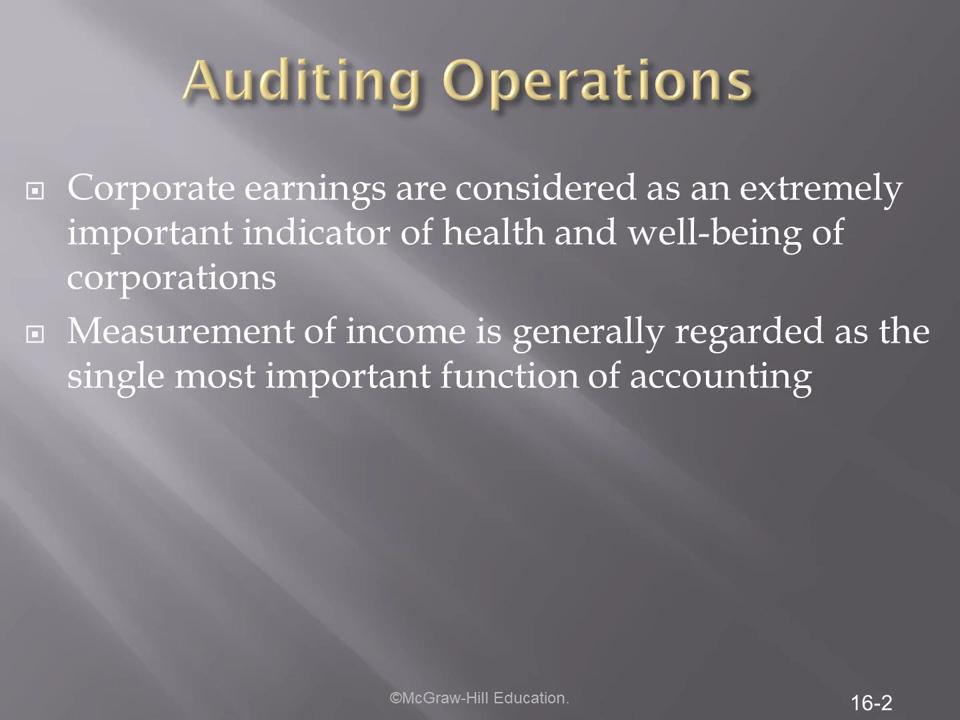 Auditing Operations
Corporate earnings are considered as an extremely
important indicator of health and well-being of
corporations
Measurement of income is generally regarded as the
single most important function of accounting
©McGraw-Hill Education.
16-2